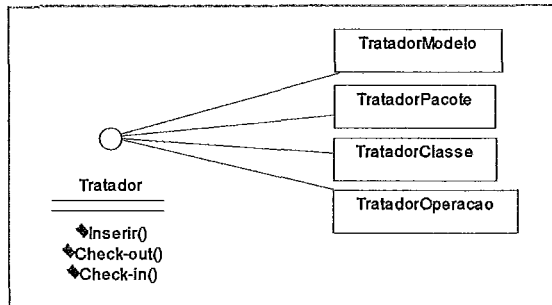 TratadorModelo
TratadorPacote
TratadorClasse
TratadorOperacao
Tratador
Inserir()
Check-out()
Check-in()